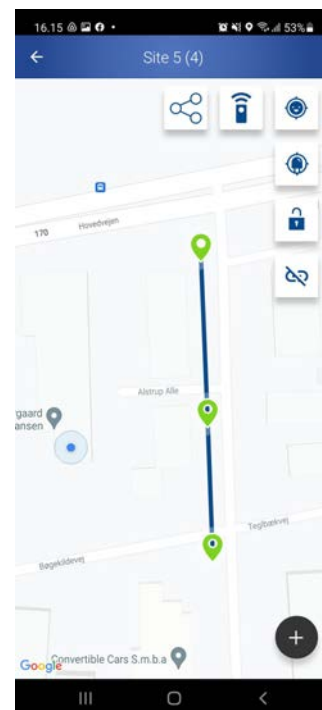 16.15
53%
Site 5 (4)
170
Hovedvejen
Alstrup Alle
gaard
ansen
Teglbækvej
Bøgekildevej
Convertible Cars S.m.b.a
Google